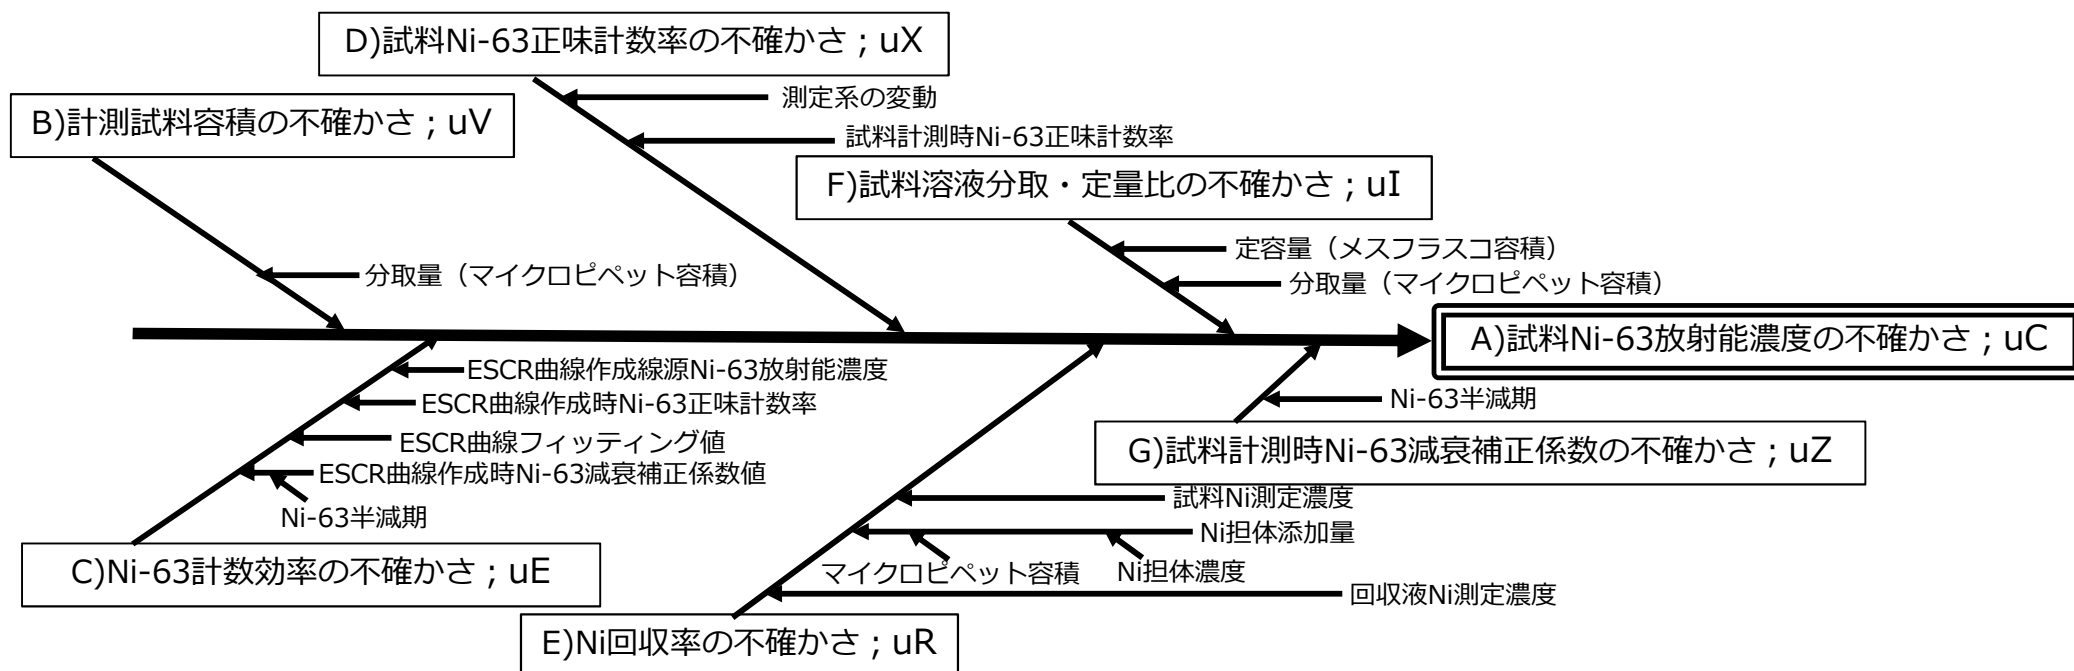 D)試料Ni-63正味計数率の不確かさ；uX
測定系の変動
B)計測試料容積の不確かさ；uV
試料計測時Ni-63正味計数率
F)試料溶液分取・定量比の不確かさ；uI
定容量（メスフラスコ容積）
分取量（マイクロピペット容積）
分取量（マイクロピペット容積）
A)試料Ni-63放射能濃度の不確かさ；uC
ESCR曲線作成線源Ni-63放射能濃度
ESCR曲線作成時Ni-63正味計数率
Ni-63半減期
ESCR曲線フィッティング値
G)試料計測時Ni-63減衰補正係数の不確かさ；uZ
ESCR曲線作成時Ni-63減衰補正係数値
試料Ni測定濃度
Ni-63半減期
Ni担体添加量
C)Ni-63計数効率の不確かさ；uE
マイクロピペット容積
Ni担体濃度
回収液Ni測定濃度
E)Ni回収率の不確かさ；uR